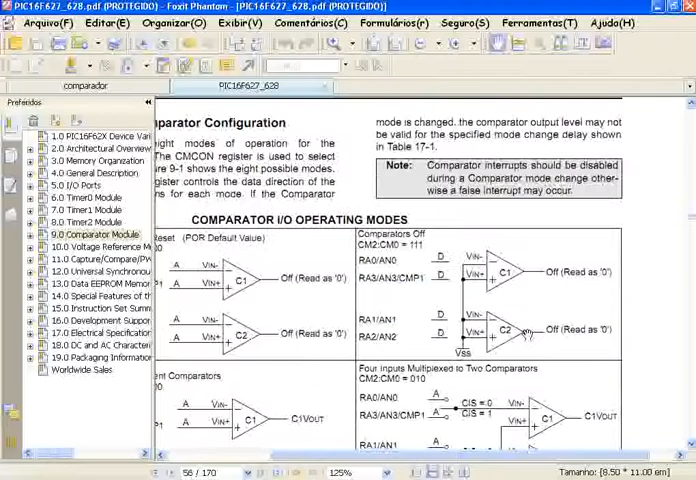 PIC16F627_628.pdf (PROTEGIDO) - Foxit Phantom - [PIC16F627_628.pdf (PROTEGIDO)]
Arquivo(F) Editar(E) Organizar(O) Exibir(V) Comentários(C) Formulários(r) Seguro(S) Ferramentas(T) Ajuda(H)
comparador PIC16F627_628
Preferidos
1.0 PIC16F62X Device Vari
2.0 Architectural Overview
3.0 Memory Organization
4.0 General Description
5.0 I/O Ports
6.0 Timer0 Module
7.0 Timer1 Module
8.0 Timer2 Module
9.0 Comparator Module
10.0 Voltage Reference M
11.0 Capture/Compare/PW
12.0 Universal Synchronou
13.0 Data EEPROM Memor
14.0 Special Features of th
15.0 Instruction Set Summ
16.0 Development Suppor
17.0 Electrical Specification
18.0 DC and AC Character
19.0 Packaging Information
Worldwide Sales
parator Configuration
eight modes of operation for the
The CMCON register is used to select
re 9-1 shows the eight possible modes.
gister controls the data direction of the
ns for each mode. If the Comparator
mode is changed, the comparator output level may not
be valid for the specified mode change delay shown
in Table 17-1.
Note: Comparator interrupts should be disabled
during a Comparator mode change other-
wise a false interrupt may occur.
COMPARATOR I/O OPERATING MODES
Reset (POR Default Value)
0
A VIN-
A VIN+
C1
Off (Read as '0')
A VIN-
A VIN+
C2
Off (Read as '0')
Comparators Off
CM2:CM0 = 111
RA0/AN0 D VIN-
RA3/AN3/CMP1 D VIN+
C1
Off (Read as '0')
RA1/AN1 D VIN-
RA2/AN2 D VIN+
C2
Off (Read as '0')
Vss
ent Comparators
0
A VIN-
A VIN+
C1
C1VOUT
Four Inputs Multiplexed to Two Comparators
CM2:CM0 = 010
RA0/AN0 A CIS = 0 VIN-
RA3/AN3/CMP1 A CIS = 1 VIN+
C1
C1VOUT
RA1/AN1 A
56 / 170 125% Tamanho: [8.50 * 11.00 em]